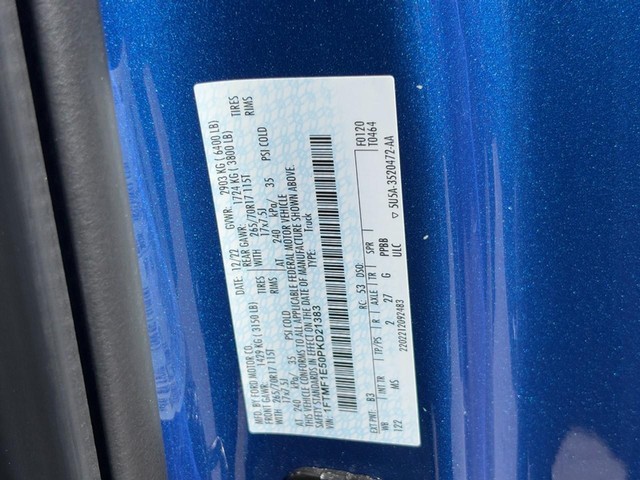 MFD. BY FORD MOTOR CO. DATE: 12/22 GVWR: 2903 KG ( 6400 LB)
FRONT GAWR: 1429 KG ( 3150 LB) REAR GAWR: 1724 KG ( 3800 LB)
WITH 265/70R17 115T TIRES WITH 265/70R17 115T TIRES
17x7.5J RIMS 17x7.5J RIMS
AT 240 kPa/ 35 PSI COLD AT 240 kPa/ 35 PSI COLD
THIS VEHICLE CONFORMS TO ALL APPLICABLE FEDERAL MOTOR VEHICLE
SAFETY STANDARDS IN EFFECT ON THE DATE OF MANUFACTURE SHOWN ABOVE.
VIN: 1FTMF1E50PKD21383 TYPE: Truck
F0120
T0464
EXT PNT: B3 RC: 53 DSO:
WB INT TR TP/PS R AXLE TR SPR
122 MS 2 27 G PPBB
ULC
2202212092483
▽ 5U5A-3520472-AA